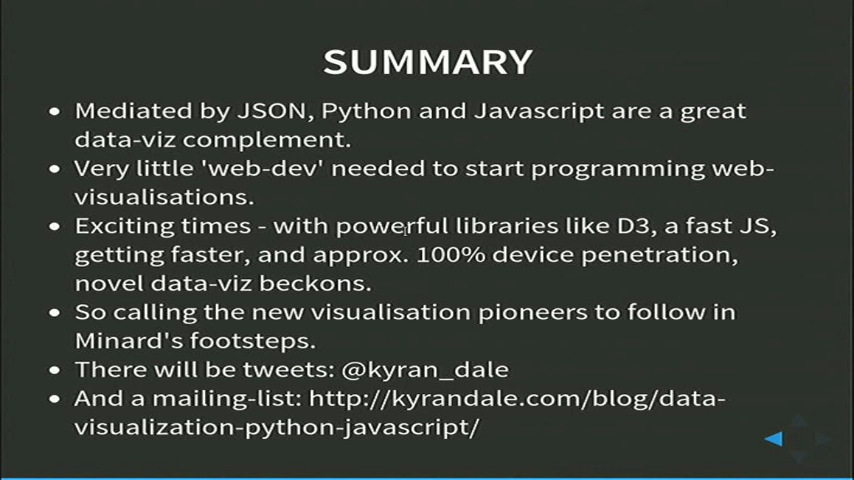 SUMMARY
Mediated by JSON, Python and Javascript are a great
data-viz complement.
Very little 'web-dev' needed to start programming web-
visualisations.
Exciting times - with powerful libraries like D3, a fast JS,
getting faster, and approx. 100% device penetration,
novel data-viz beckons.
So calling the new visualisation pioneers to follow in
Minard's footsteps.
There will be tweets: @kyran_dale
And a mailing-list: http://kyrandale.com/blog/data-
visualization-python-javascript/